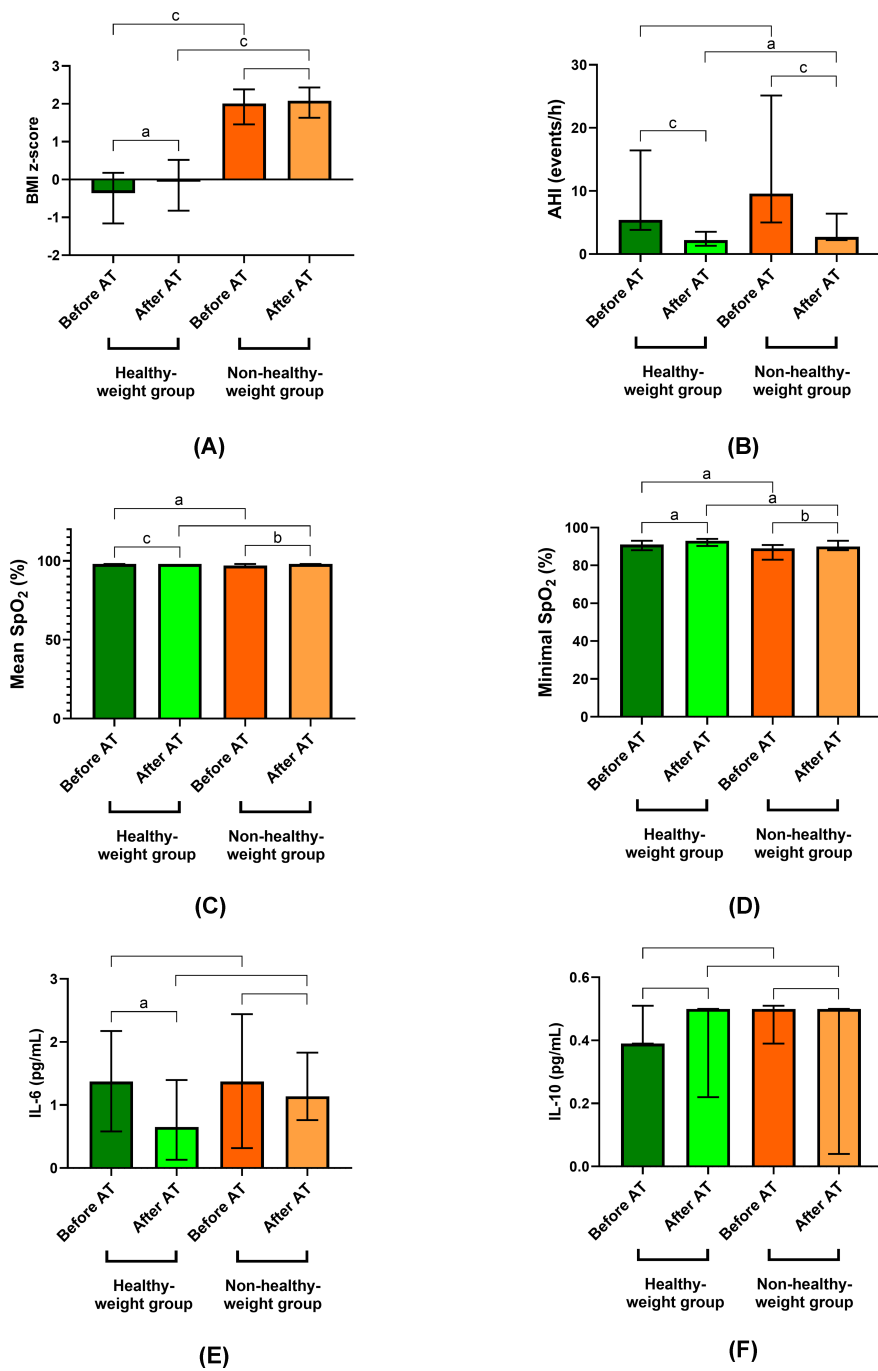 c
c
a
3
2
1
0
-1
-2
BMI z-score
Before AT
After AT
Before AT
After AT
Healthy-
weight group
Non-healthy-
weight group
(A)
a
c
c
30
20
10
0
AHI (events/h)
Before AT
After AT
Before AT
After AT
Healthy-
weight group
Non-healthy-
weight group
(B)
a
c
b
100
50
0
Mean SpO2 (%)
Before AT
After AT
Before AT
After AT
Healthy-
weight group
Non-healthy-
weight group
(C)
a
a
a
b
100
80
60
40
20
0
Minimal SpO2 (%)
Before AT
After AT
Before AT
After AT
Healthy-
weight group
Non-healthy-
weight group
(D)
a
3
2
1
0
IL-6 (pg/mL)
Before AT
After AT
Before AT
After AT
Healthy-
weight group
Non-healthy-
weight group
(E)
0.6
0.4
0.2
0.0
IL-10 (pg/mL)
Before AT
After AT
Before AT
After AT
Healthy-
weight group
Non-healthy-
weight group
(F)